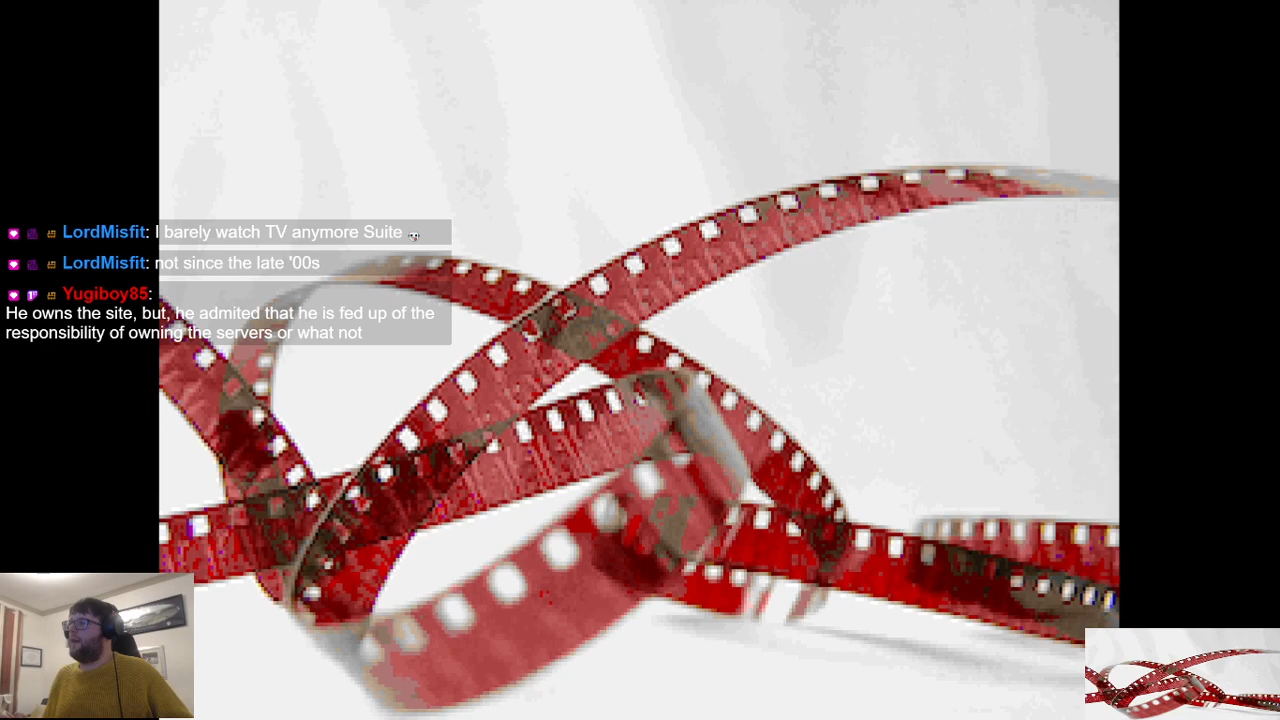 LordMisfit: I barely watch TV anymore Suite
LordMisfit: not since the late '00s
Yugiboy85:
He owns the site, but, he admited that he is fed up of the
responsibility of owning the servers or what not